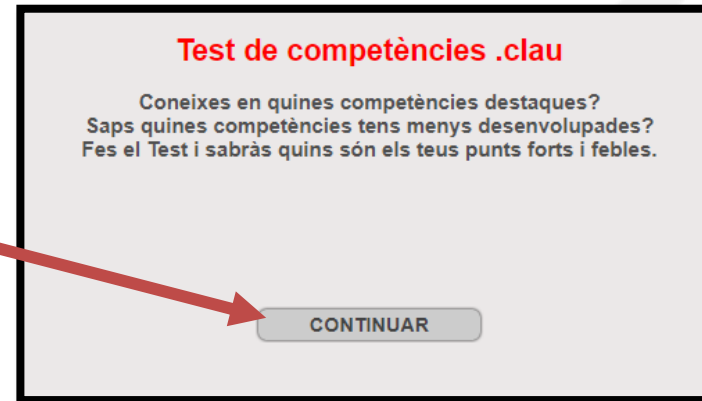 Test de competències .clau
Coneixes en quines competències destaques?
Saps quines competències tens menys desenvolupades?
Fes el Test i sabràs quins són els teus punts forts i febles.
CONTINUAR